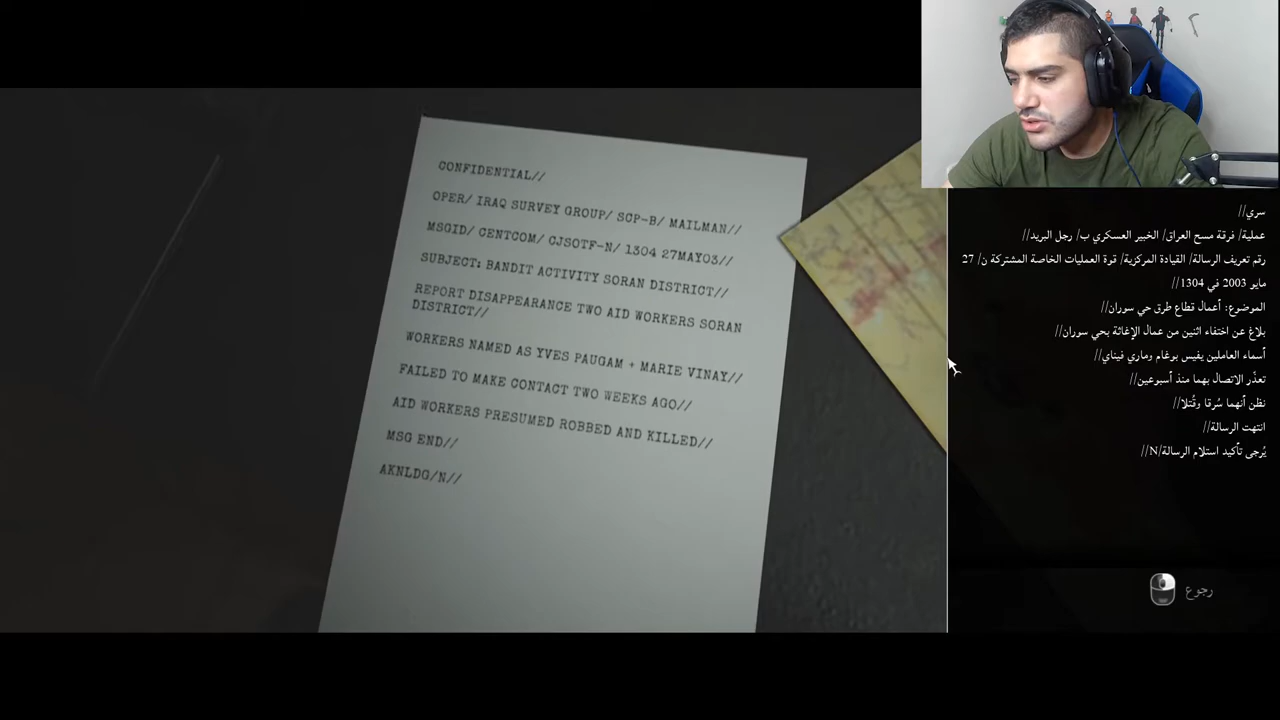 CONFIDENTIAL//
OPER/ IRAQ SURVEY GROUP/ SCP-B/ MAILMAN//
MSGID/ CENTCOM/ CJSOTF-N/ 1304 27MAY03//
SUBJECT: BANDIT ACTIVITY SORAN DISTRICT//
REPORT DISAPPEARANCE TWO AID WORKERS SORAN
DISTRICT//
WORKERS NAMED AS YVES PAUGAM + MARIE VINAY//
FAILED TO MAKE CONTACT TWO WEEKS AGO//
AID WORKERS PRESUMED ROBBED AND KILLED//
MSG END//
AKNLDG/N//
سري//
عملية/ فرقة مسح العراق/ الخبير العسكري ب/ رجل البريد//
رقم تعريف الرسالة/ القيادة المركزية/ قوة العمليات الخاصة المشتركة ن/ 27
مايو 2003 في 1304//
الموضوع: أعمال قطاع طرق حي سوران//
بلاغ عن اختفاء اثنين من عمال الإغاثة بحي سوران//
أسماء العاملين يفيس بوغام وماري فيناي//
تعذّر الاتصال بهما منذ أسبوعين//
نظن أنهما سُرقا وقُتلا//
انتهت الرسالة//
يُرجى تأكيد استلام الرسالة/N//
رجوع